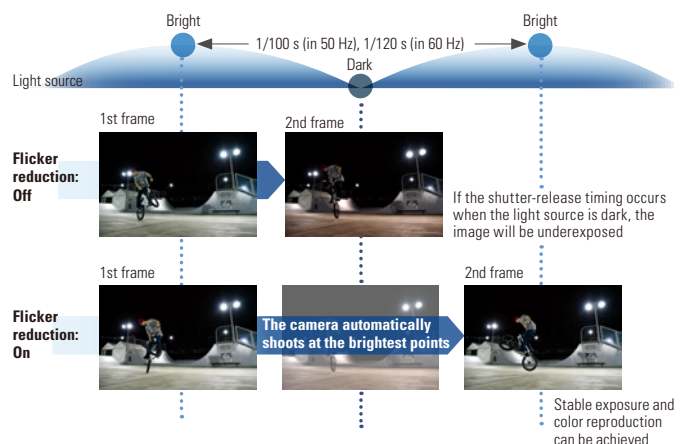 Bright
Bright
1/100 s (in 50 Hz), 1/120 s (in 60 Hz)
Dark
Light source
1st frame
2nd frame
Flicker
reduction:
Off
If the shutter-release timing occurs
when the light source is dark, the
image will be underexposed
1st frame
2nd frame
Flicker
reduction:
On
The camera automatically
shoots at the brightest points
Stable exposure and
color reproduction
can be achieved